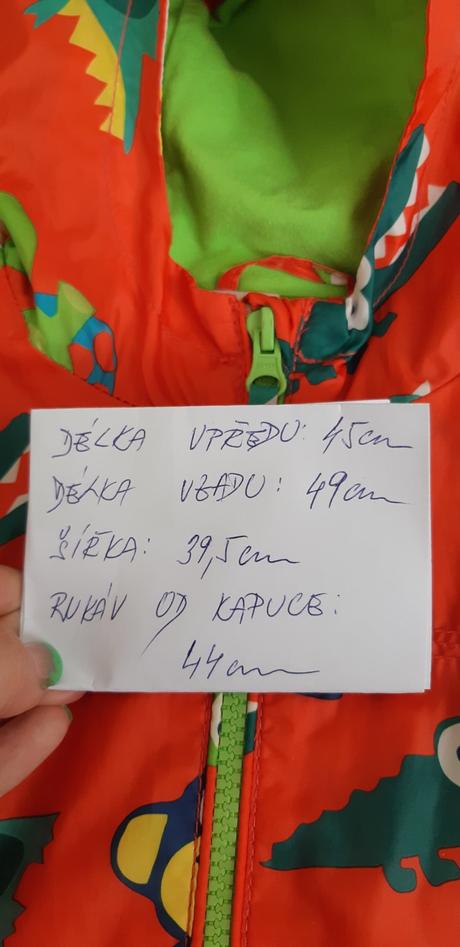 DÉLKA VPŘEDU: 45cm
DÉLKA VZADU: 49cm
ŠÍŘKA: 39,5cm
RUKÁV OD KAPUCE:
44cm